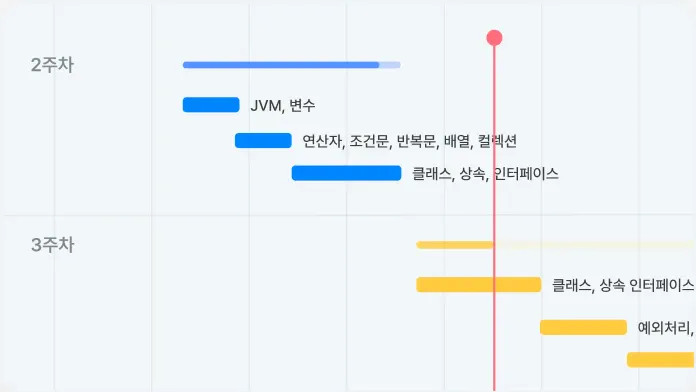 2주차
JVM, 변수
연산자, 조건문, 반복문, 배열, 컬렉션
클래스, 상속, 인터페이스
3주차
클래스, 상속 인터페이스
예외처리,